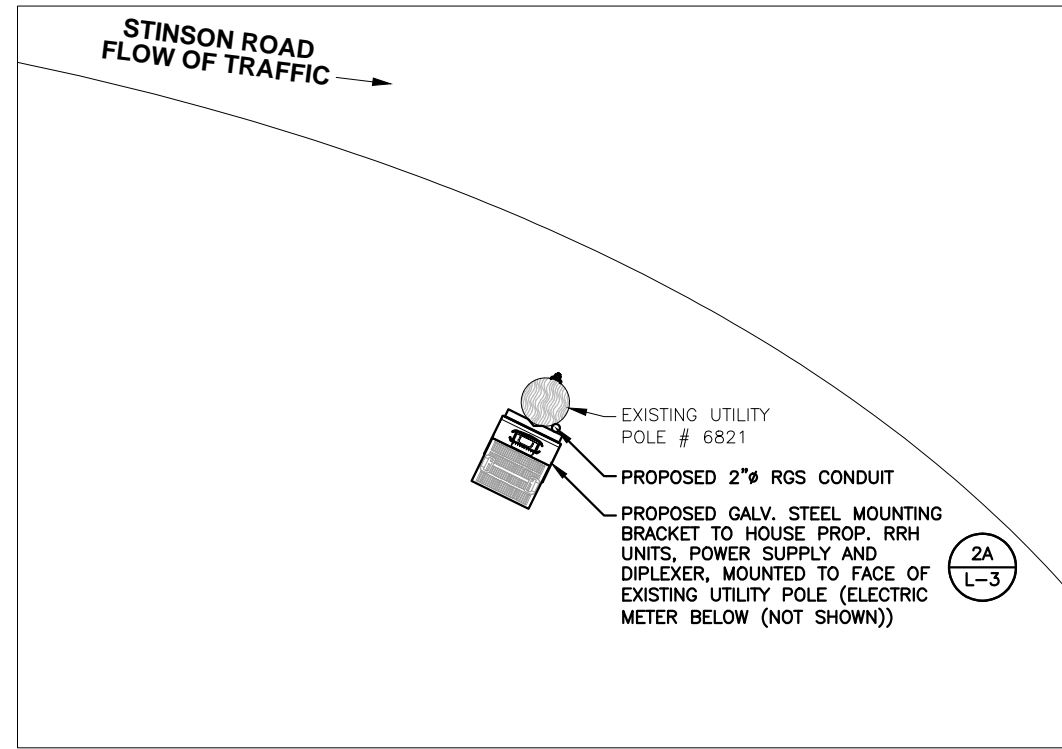 STINSON ROAD
FLOW OF TRAFFIC
EXISTING UTILITY
POLE # 6821
PROPOSED 2"ø RGS CONDUIT
PROPOSED GALV. STEEL MOUNTING
BRACKET TO HOUSE PROP. RRH
UNITS, POWER SUPPLY AND
DIPLEXER, MOUNTED TO FACE OF
EXISTING UTILITY POLE (ELECTRIC
METER BELOW (NOT SHOWN))
2A
L-3